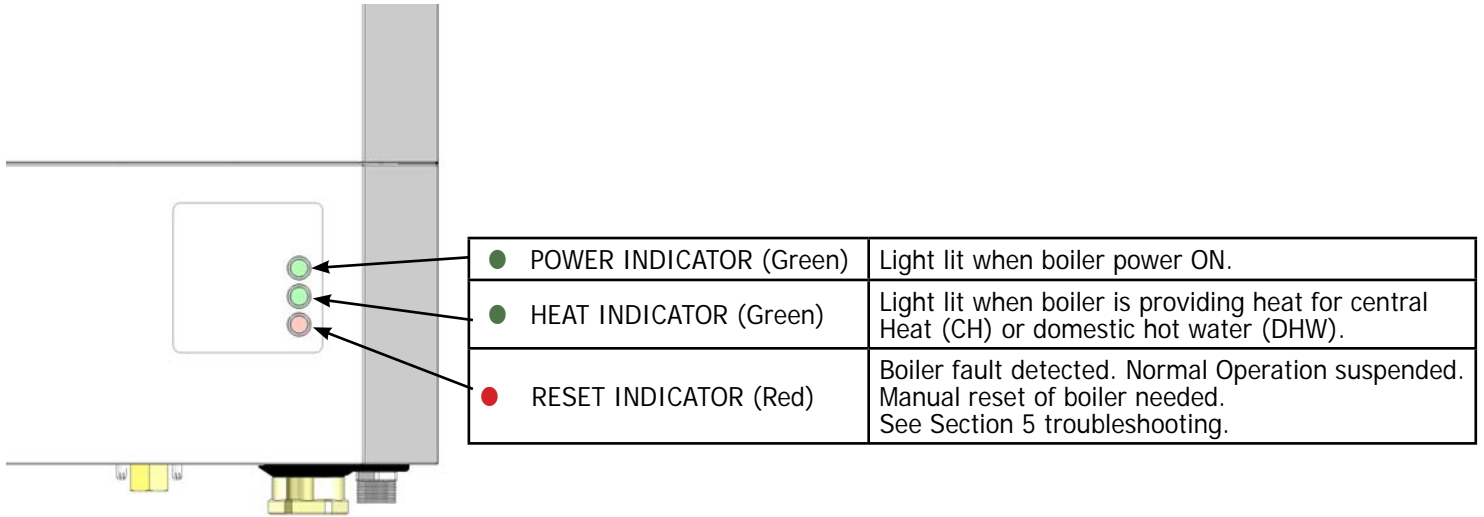 POWER INDICATOR (Green)
Light lit when boiler power ON.
HEAT INDICATOR (Green)
Light lit when boiler is providing heat for central
Heat (CH) or domestic hot water (DHW).
RESET INDICATOR (Red)
Boiler fault detected. Normal Operation suspended.
Manual reset of boiler needed.
See Section 5 troubleshooting.